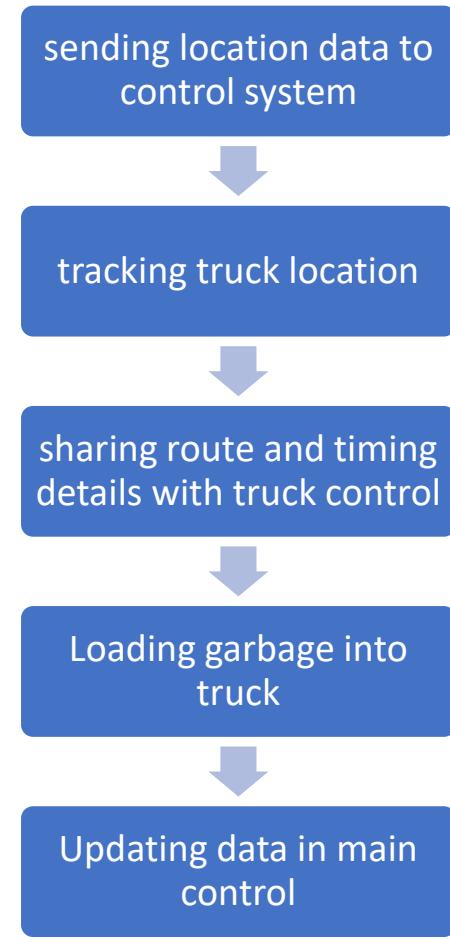 sending location data to
control system
tracking truck location
sharing route and timing
details with truck control
Loading garbage into
truck
Updating data in main
control